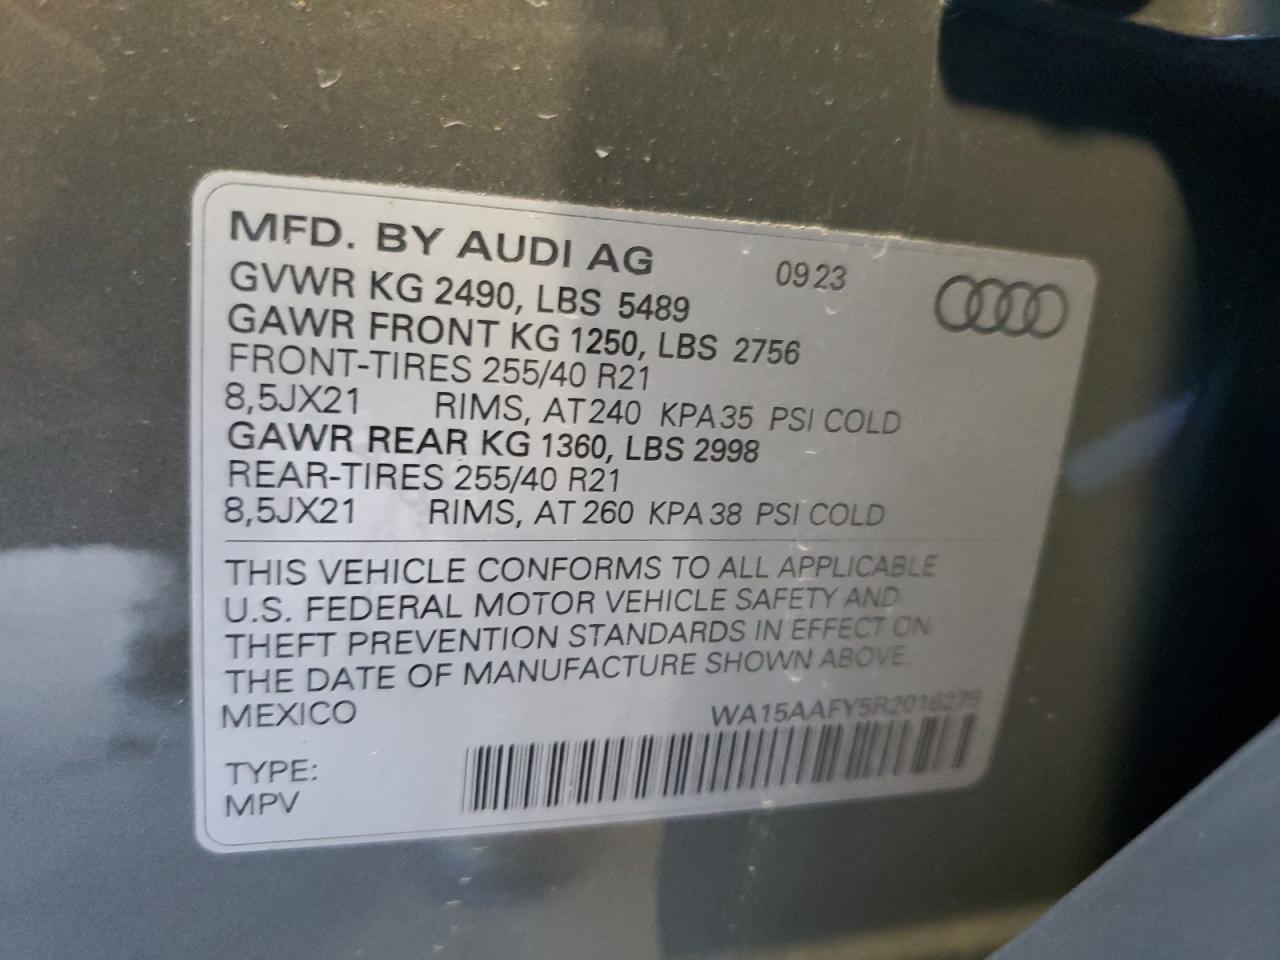 MFD. BY AUDI AG 0923
GVWR KG 2490, LBS 5489
GAWR FRONT KG 1250, LBS 2756
FRONT-TIRES 255/40 R21
8,5JX21 RIMS, AT 240 KPA 35 PSI COLD
GAWR REAR KG 1360, LBS 2998
REAR-TIRES 255/40 R21
8,5JX21 RIMS, AT 260 KPA 38 PSI COLD
THIS VEHICLE CONFORMS TO ALL APPLICABLE
U.S. FEDERAL MOTOR VEHICLE SAFETY AND
THEFT PREVENTION STANDARDS IN EFFECT ON
THE DATE OF MANUFACTURE SHOWN ABOVE.
MEXICO WA15AAFY5R2016279
TYPE:
MPV